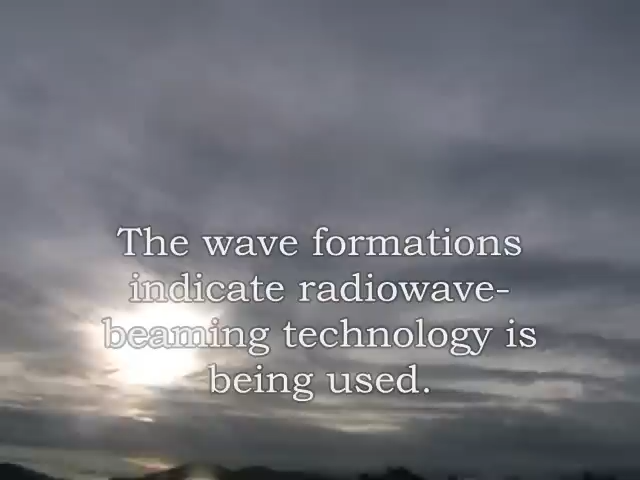 The wave formations
indicate radiowave-
beaming technology is
being used.